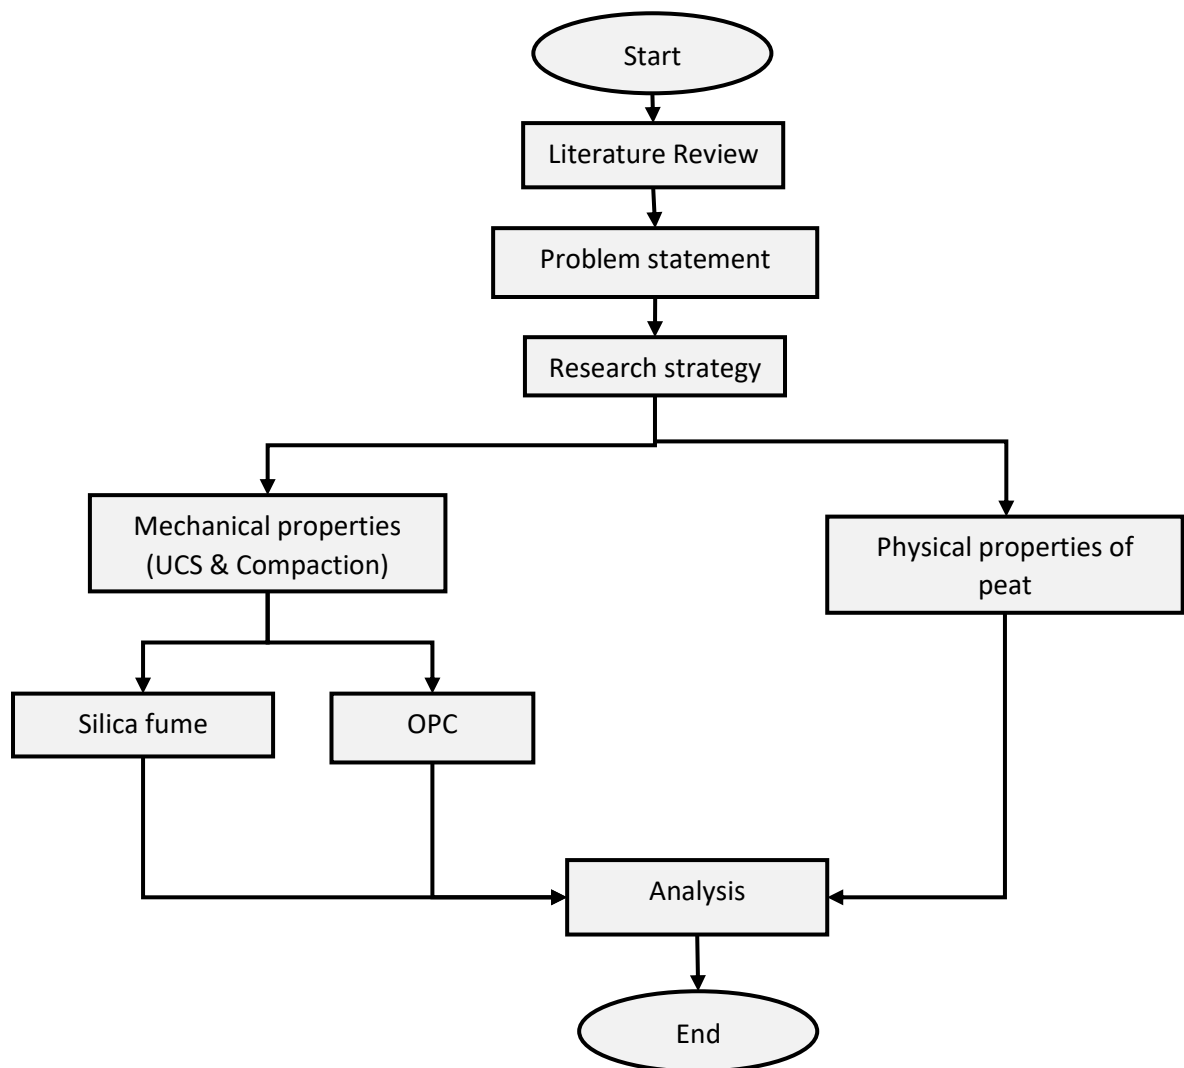 Start
Literature Review
Problem statement
Research strategy
Mechanical properties
(UCS & Compaction)
Physical properties of
peat
Silica fume
OPC
Analysis
End